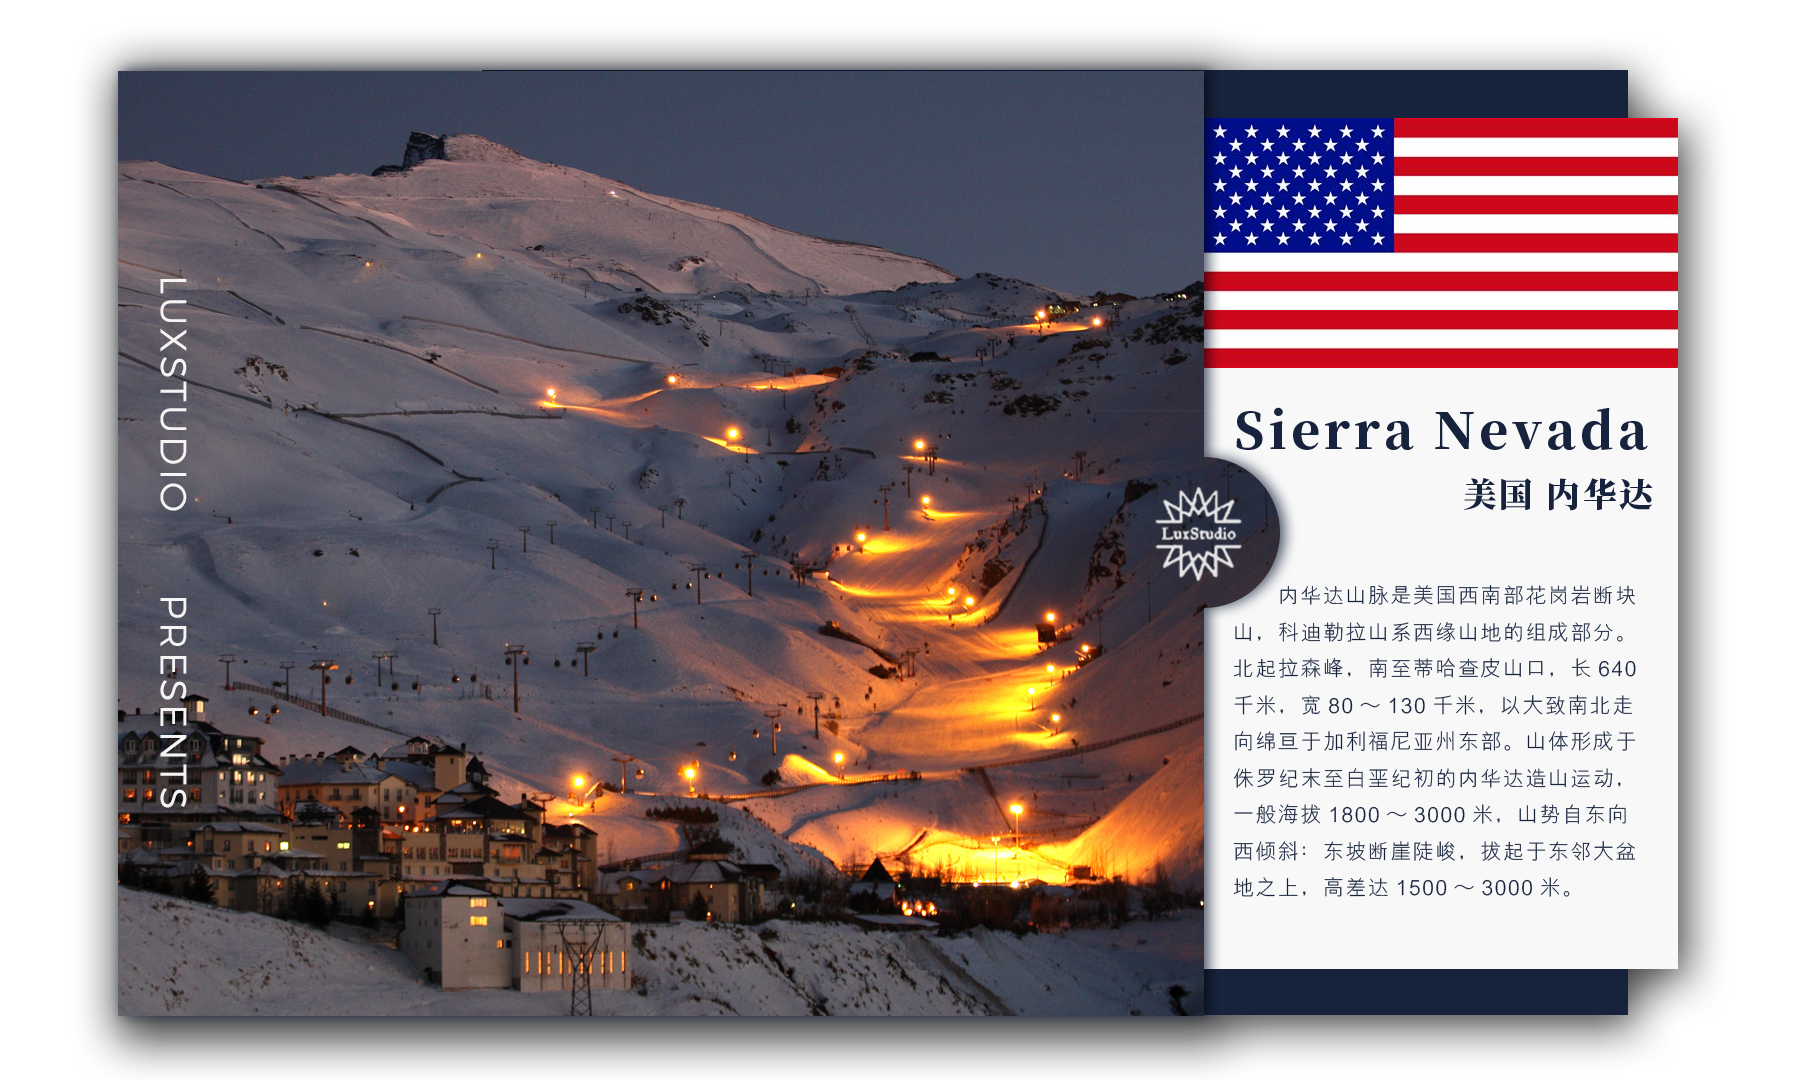 LUXSTUDIO PRESENTS
LuxStudio
Sierra Nevada
美国 内华达
内华达山脉是美国西南部花岗岩断块
山，科迪勒拉山系西缘山地的组成部分。
北起拉森峰，南至蒂哈查皮山口，长 640
千米，宽 80 ～ 130 千米，以大致南北走
向绵亘于加利福尼亚州东部。山体形成于
侏罗纪末至白垩纪初的内华达造山运动，
一般海拔 1800 ～ 3000 米，山势自东向
西倾斜：东坡断崖陡峻，拔起于东邻大盆
地之上，高差达 1500 ～ 3000 米。